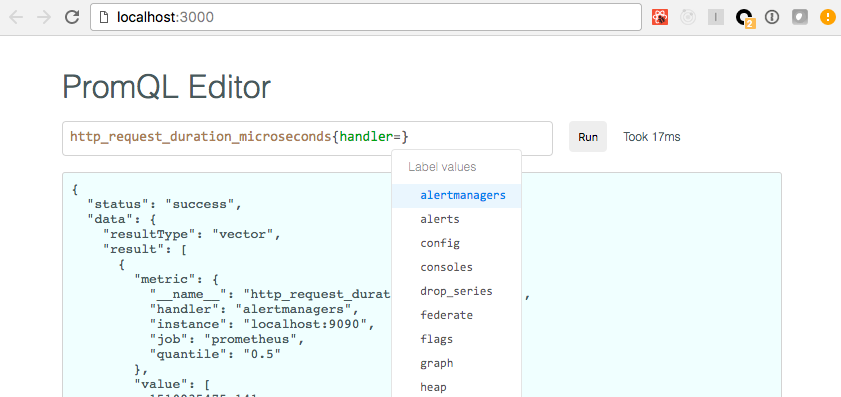 localhost:3000
2
PromQL Editor
http_request_duration_microseconds{handler=}
Run
Took 17ms
Label values
alertmanagers
alerts
config
consoles
drop_series
federate
flags
graph
heap
{
"status": "success",
"data": {
"resultType": "vector",
"result": [
{
"metric": {
"__name__": "http_request_durat
,
"handler": "alertmanagers",
"instance": "localhost:9090",
"job": "prometheus",
"quantile": "0.5"
},
"value": [